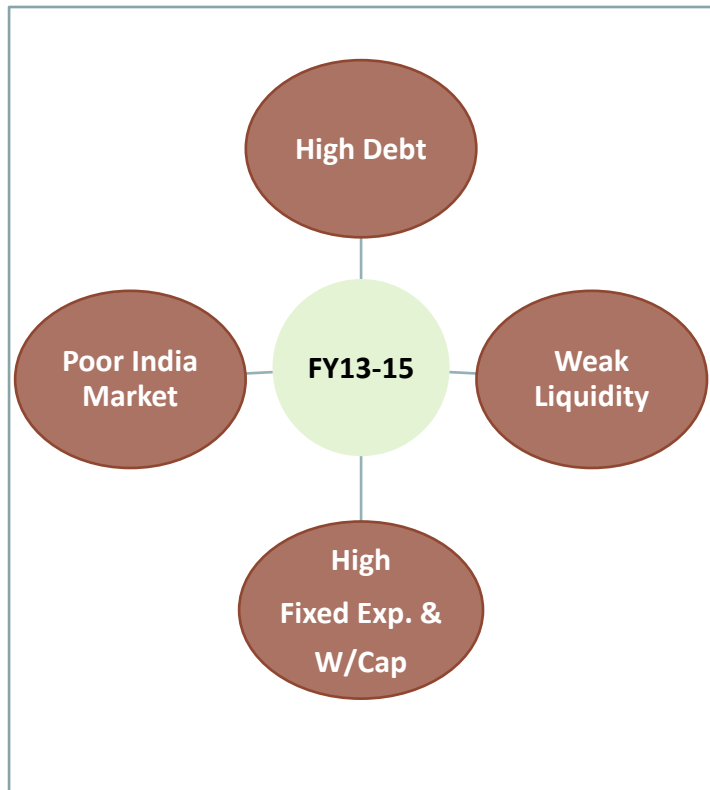 High Debt
Poor India
Market
FY13-15
Weak
Liquidity
High
Fixed Exp. &
W/Cap